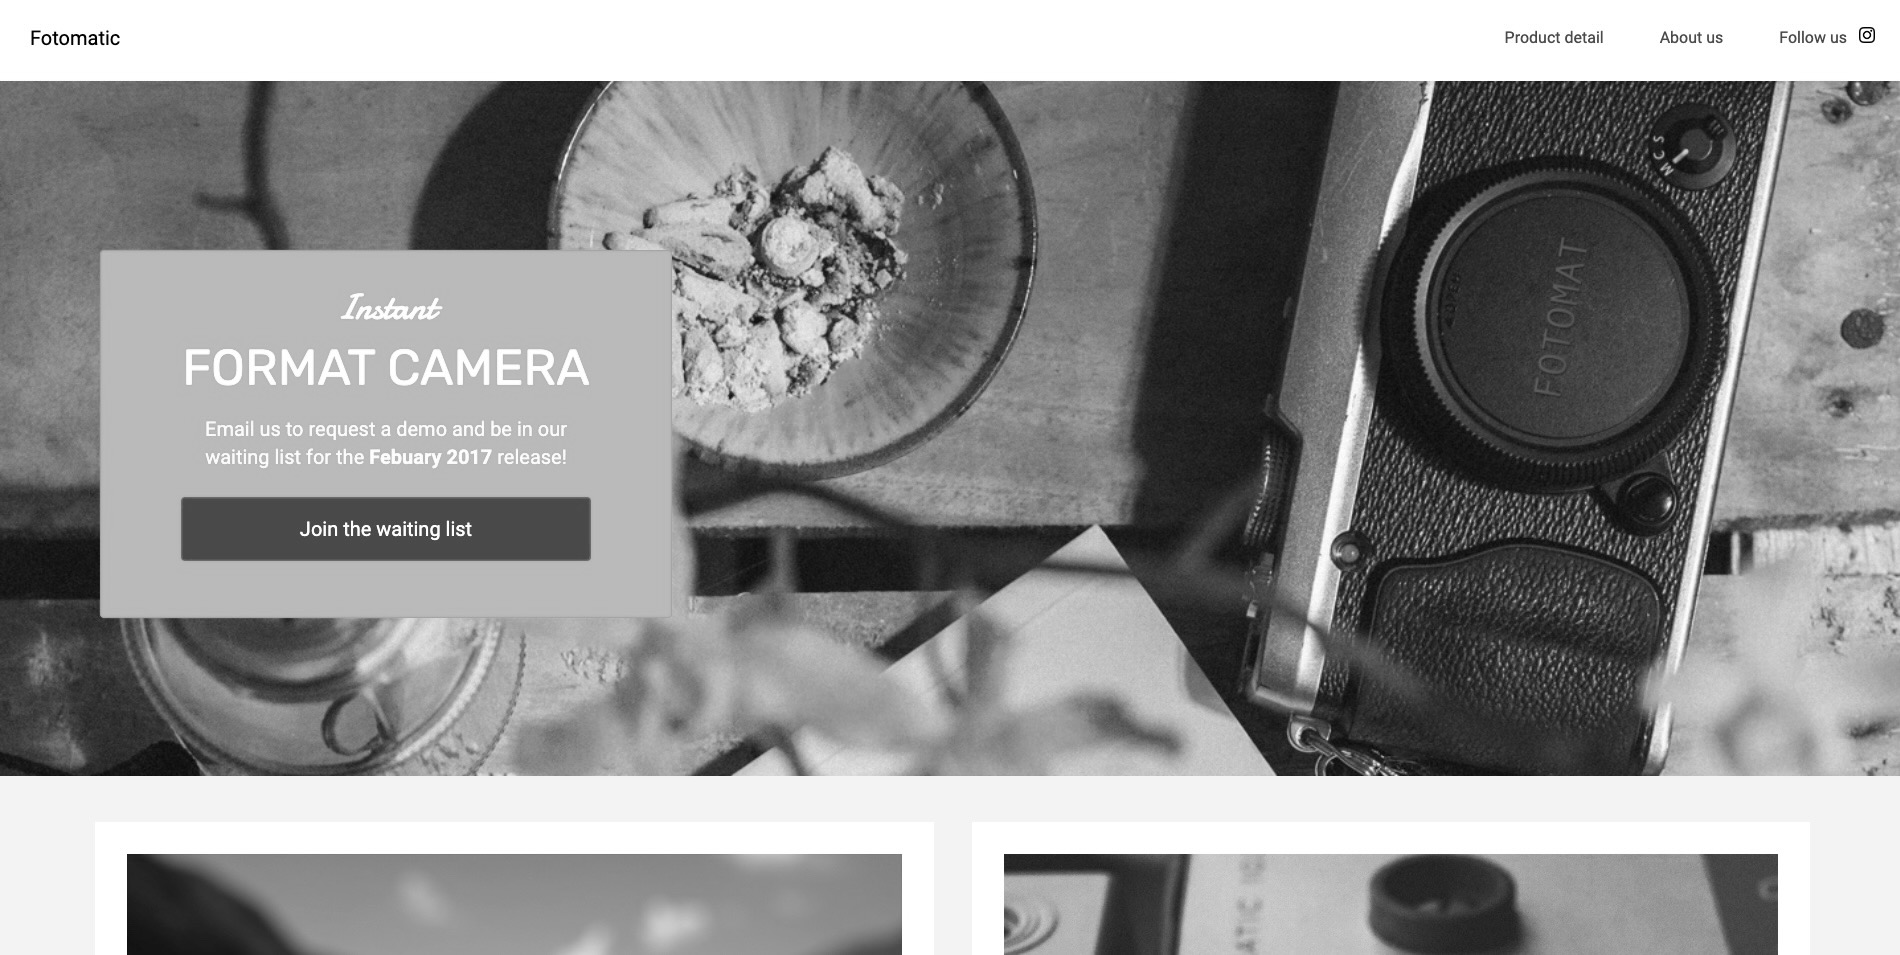 Fotomatic
Product detail
About us
Follow us
Instant
FORMAT CAMERA
Email us to request a demo and be in our
waiting list for the Febuary 2017 release!
Join the waiting list
M C S
FOTOMAT